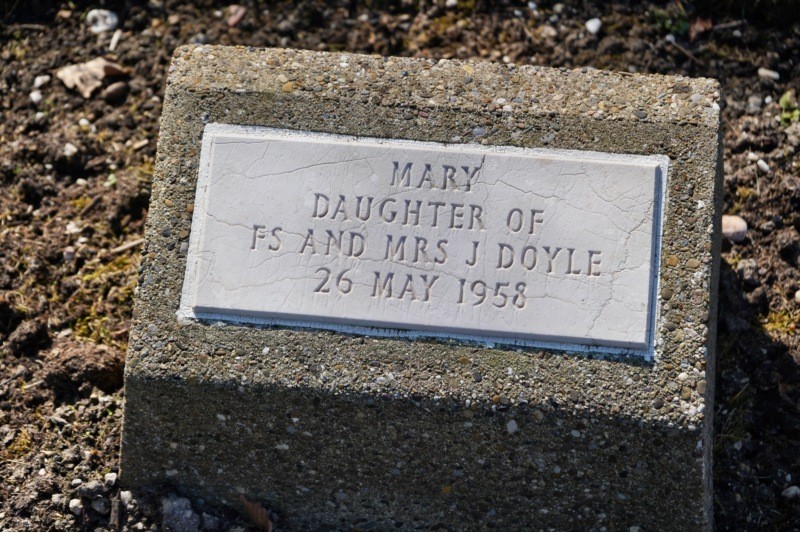 MARY
DAUGHTER OF
FS AND MRS J DOYLE
26 MAY 1958